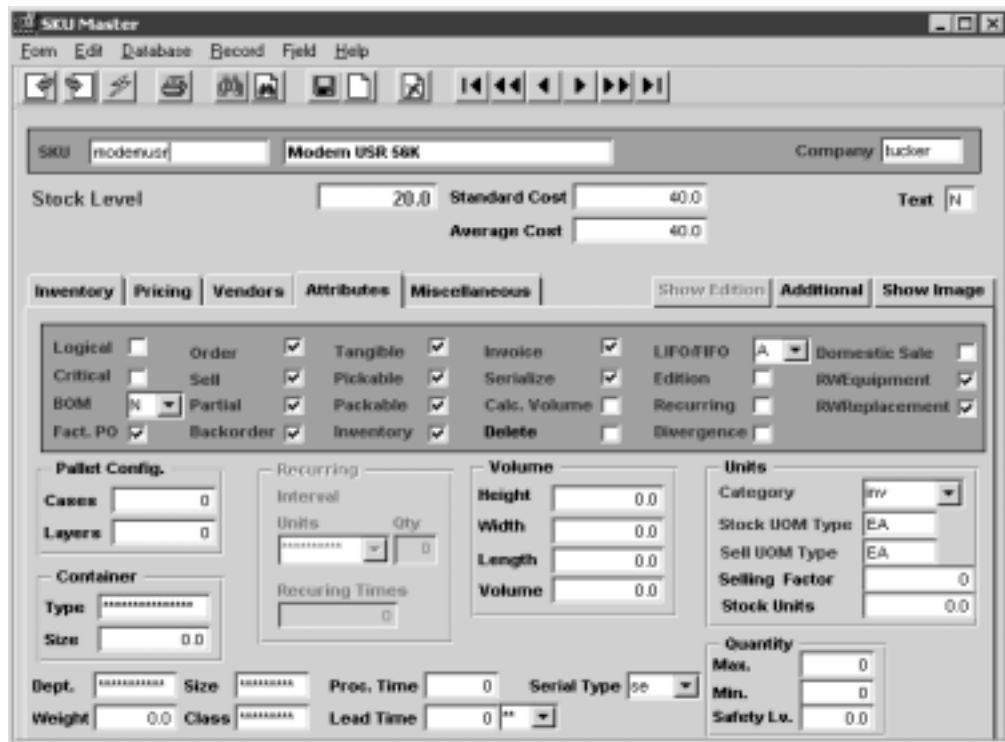 SKU Master
Form Edit Database Record Field Help
SKU modemusr Modem USR 56K Company tucker
Stock Level 20.0 Standard Cost 40.0 Text N
Average Cost 40.0
Inventory Pricing Vendors Attributes Miscellaneous Show Edition Additional Show Image
Logical Order Tangible Invoice LIFO/FIFO A Domestic Sale
Critical Sell Pickable Serialize Edition RWEquipment
BOM N Partial Packable Calc. Volume Recurring RWReplacement
Fact. PO Backorder Inventory Delete Divergence
Pallet Config. Recurring Volume Units
Cases 0 Interval Height 0.0 Category inv
Layers 0 Units Qty Width 0.0 Stock UOM Type EA
********** 0 Length 0.0 Sell UOM Type EA
Container Recuring Times Volume 0.0 Selling Factor 0
Type *************** 0 Stock Units 0.0
Size 0.0 Quantity
Max. 0
Dept. *********** Size ********* Proc. Time 0 Serial Type se Min. 0
Weight 0.0 Class ********* Lead Time 0 ** Safety Lv. 0.0